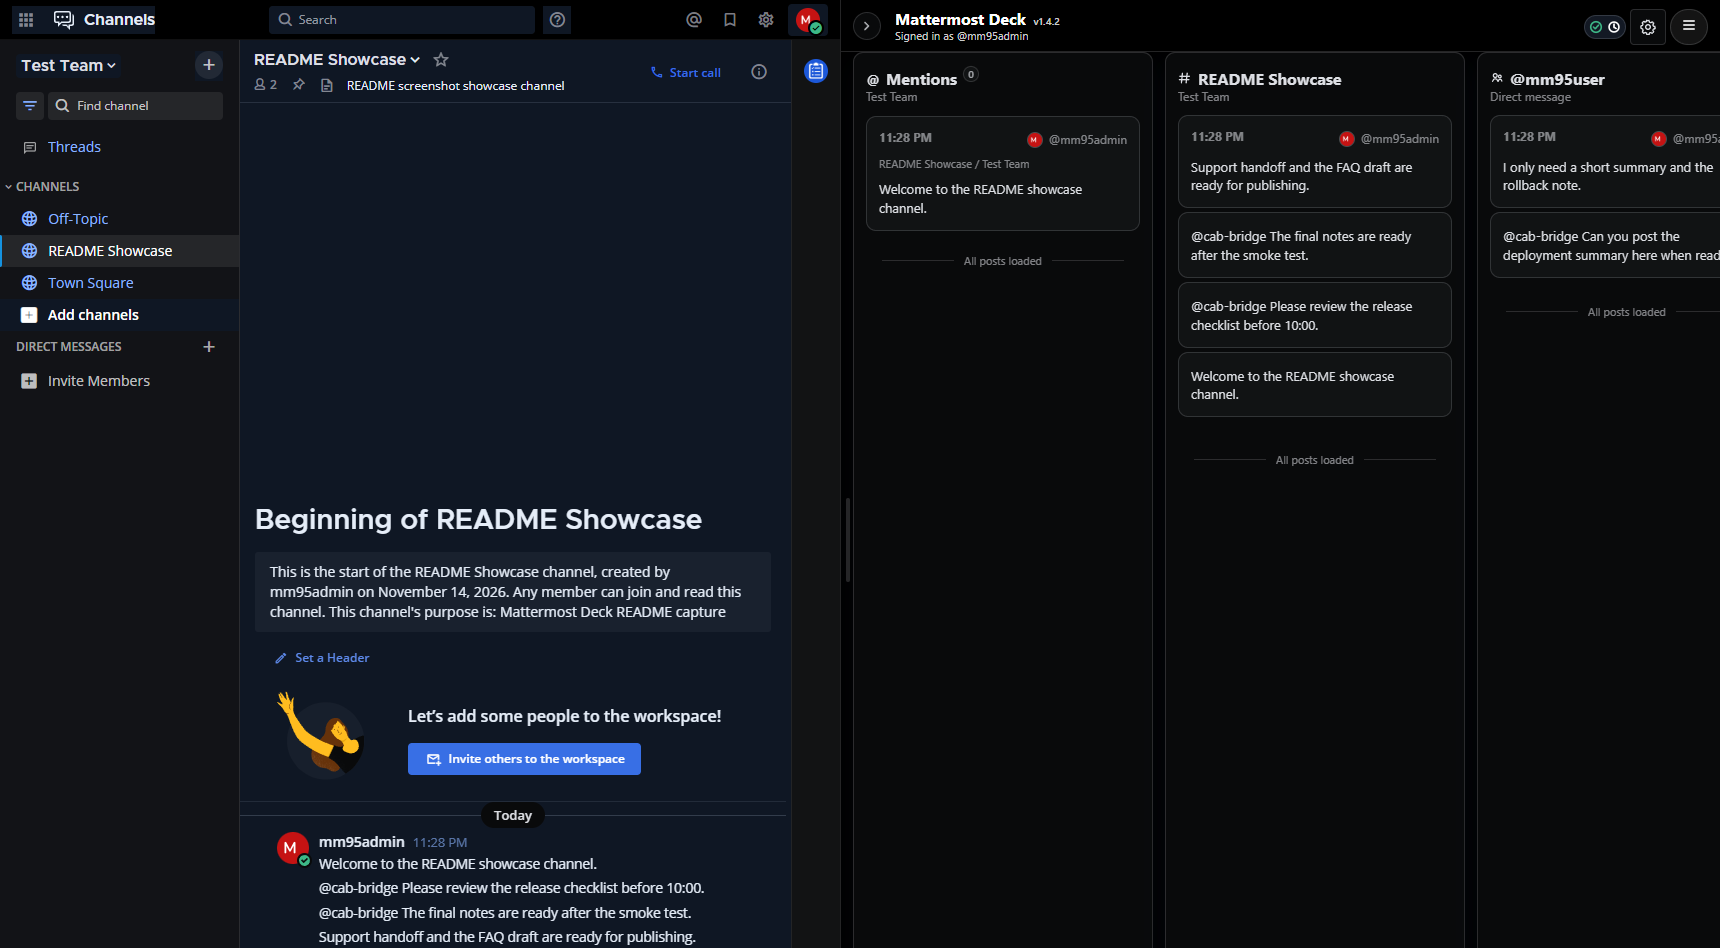 Channels
Search
M
Test Team
Find channel
Threads
CHANNELS
Off-Topic
README Showcase
Town Square
Add channels
DIRECT MESSAGES
Invite Members
README Showcase
2
README screenshot showcase channel
Start call
Beginning of README Showcase
This is the start of the README Showcase channel, created by
mm95admin on November 14, 2026. Any member can join and read this
channel. This channel's purpose is: Mattermost Deck README capture
Set a Header
Let's add some people to the workspace!
Invite others to the workspace
Today
M
mm95admin 11:28 PM
Welcome to the README showcase channel.
@cab-bridge Please review the release checklist before 10:00.
@cab-bridge The final notes are ready after the smoke test.
Support handoff and the FAQ draft are ready for publishing.
Mattermost Deck v1.4.2
Signed in as @mm95admin
@ Mentions 0
Test Team
11:28 PM M @mm95admin
README Showcase / Test Team
Welcome to the README showcase
channel.
All posts loaded
# README Showcase
Test Team
11:28 PM M @mm95admin
Support handoff and the FAQ draft are
ready for publishing.
@cab-bridge The final notes are ready
after the smoke test.
@cab-bridge Please review the release
checklist before 10:00.
Welcome to the README showcase
channel.
All posts loaded
@mm95user
Direct message
11:28 PM M @mm95a
I only need a short summary and the
rollback note.
@cab-bridge Can you post the
deployment summary here when read
All posts loaded